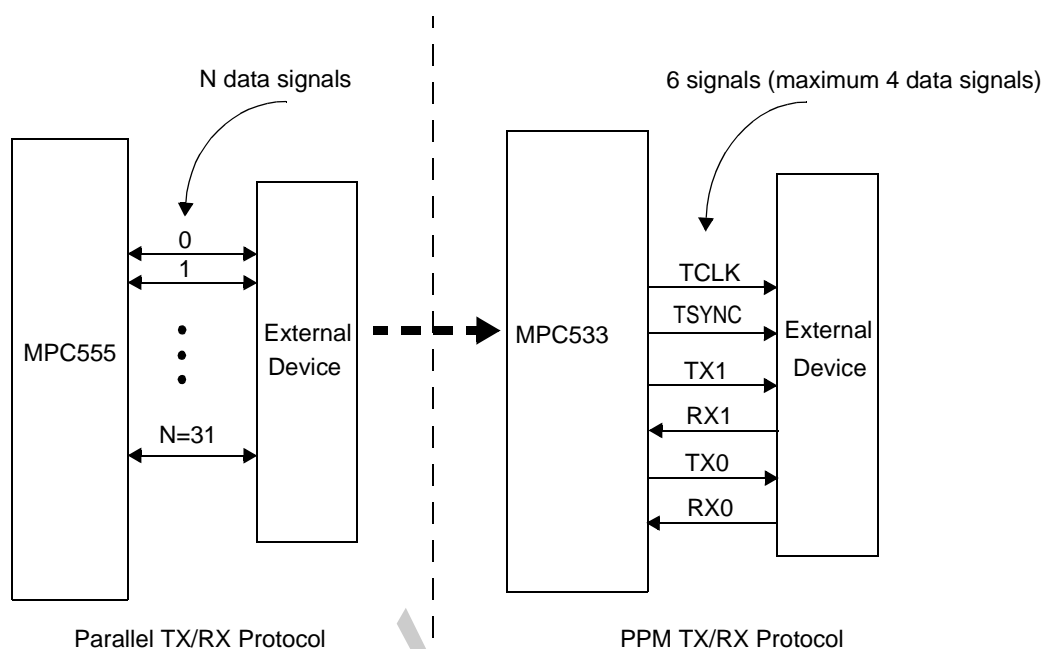 N data signals
6 signals (maximum 4 data signals)
MPC555
0
1
N=31
External
Device
MPC533
TCLK
TSYNC
TX1
RX1
TX0
RX0
External
Device
Parallel TX/RX Protocol
PPM TX/RX Protocol